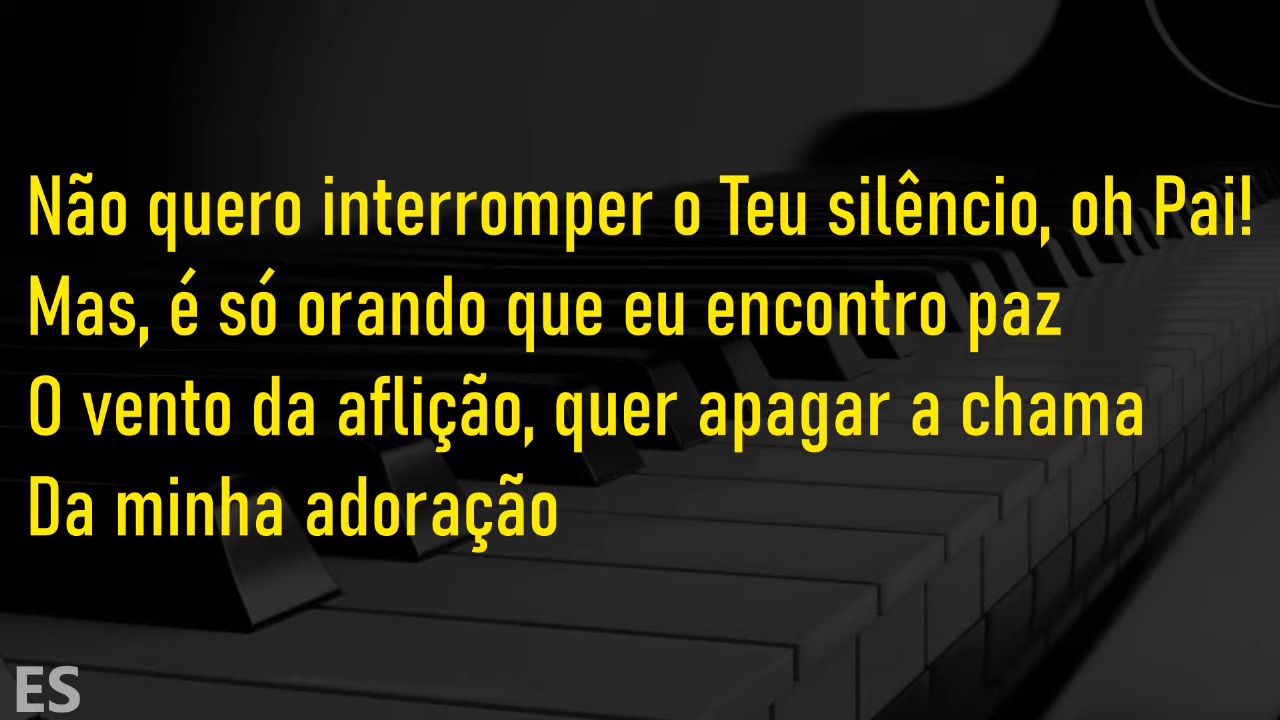 Não quero interromper o Teu silêncio, oh Pai!
Mas, é só orando que eu encontro paz
O vento da aflição, quer apagar a chama
Da minha adoração
ES